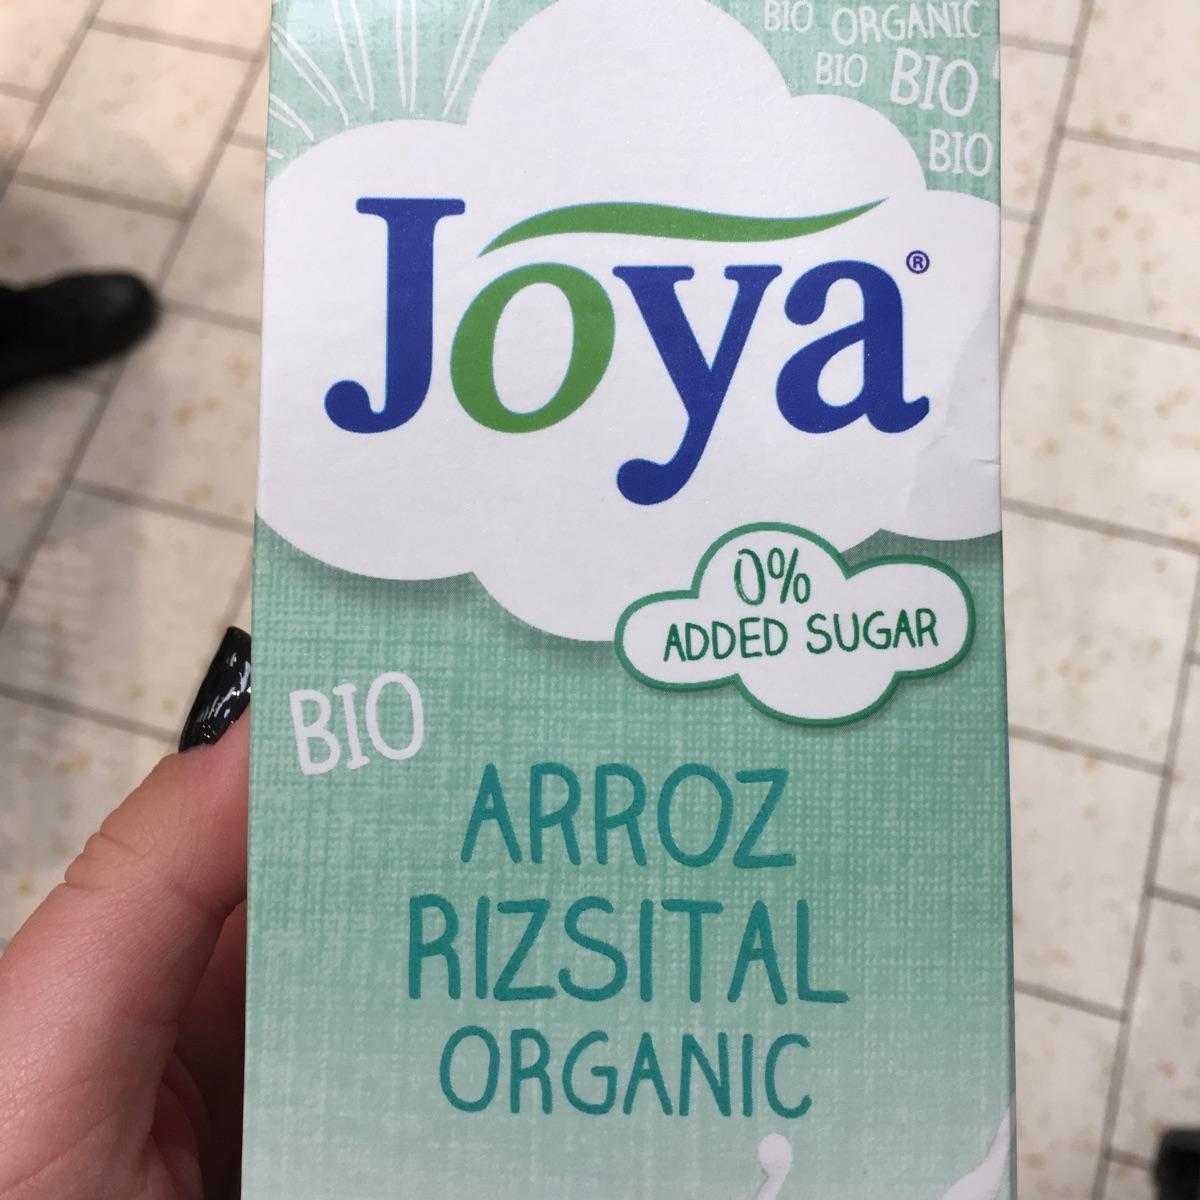 BIO ORGANIC
BIO BIO
BIO
Joya®
0%
ADDED SUGAR
BIO
ARROZ
RIZSITAL
ORGANIC